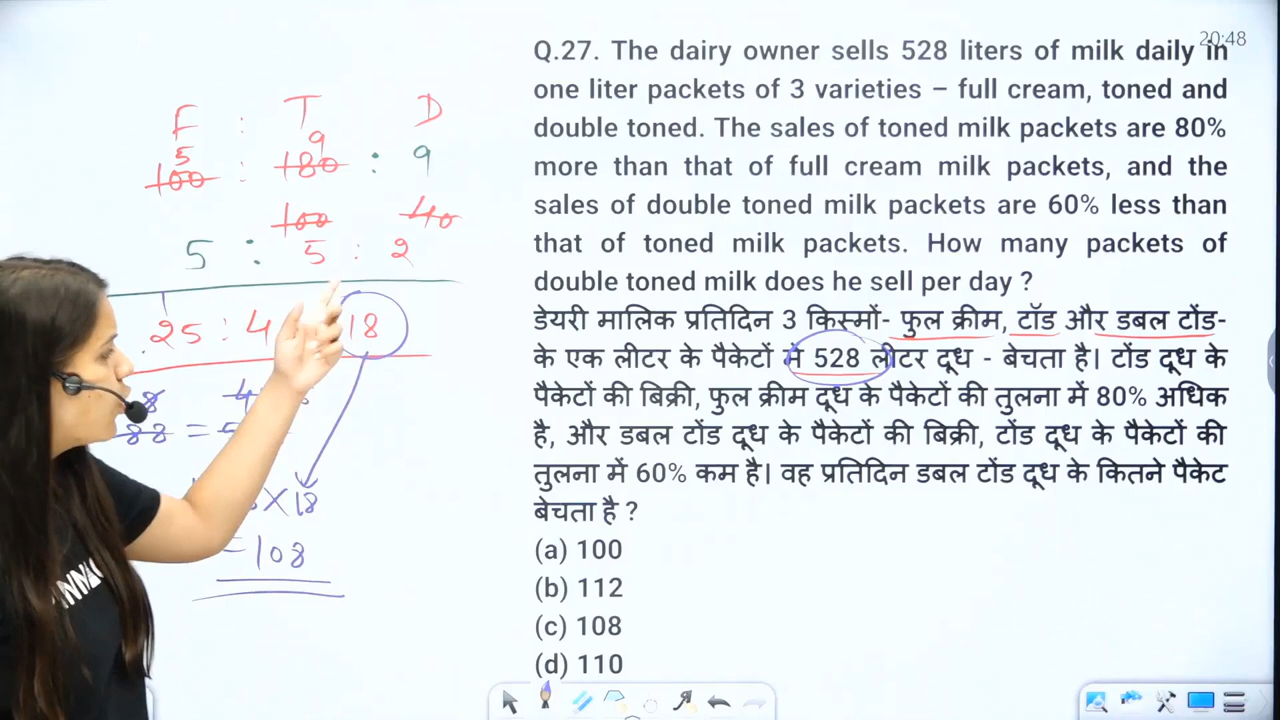 20:48
Q.27. The dairy owner sells 528 liters of milk daily in
one liter packets of 3 varieties – full cream, toned and
double toned. The sales of toned milk packets are 80%
more than that of full cream milk packets, and the
sales of double toned milk packets are 60% less than
that of toned milk packets. How many packets of
double toned milk does he sell per day ?
डेयरी मालिक प्रतिदिन 3 किस्मों- फुल क्रीम, टॉड और डबल टोंड-
के एक लीटर के पैकेटों में 528 लीटर दूध - बेचता है। टोंड दूध के
पैकेटों की बिक्री, फुल क्रीम दूध के पैकेटों की तुलना में 80% अधिक
है, और डबल टोंड दूध के पैकेटों की बिक्री, टोंड दूध के पैकेटों की
तुलना में 60% कम है। वह प्रतिदिन डबल टोंड दूध के कितने पैकेट
बेचता है ?
(a) 100
(b) 112
(c) 108
(d) 110
F : T D
5 9
100 : 180 : 9
100 40
5 : 5 : 2
25 : 4 18
88 =
×18
=108